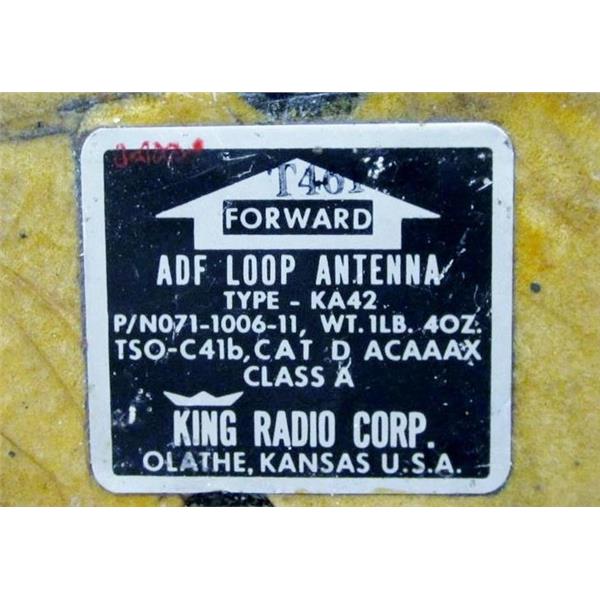 T461
FORWARD
ADF LOOP ANTENNA
TYPE - KA42
P/N071-1006-11, WT. 1LB. 4OZ.
TSO-C41b, CAT D ACAAAX
CLASS A
KING RADIO CORP.
OLATHE, KANSAS U.S.A.